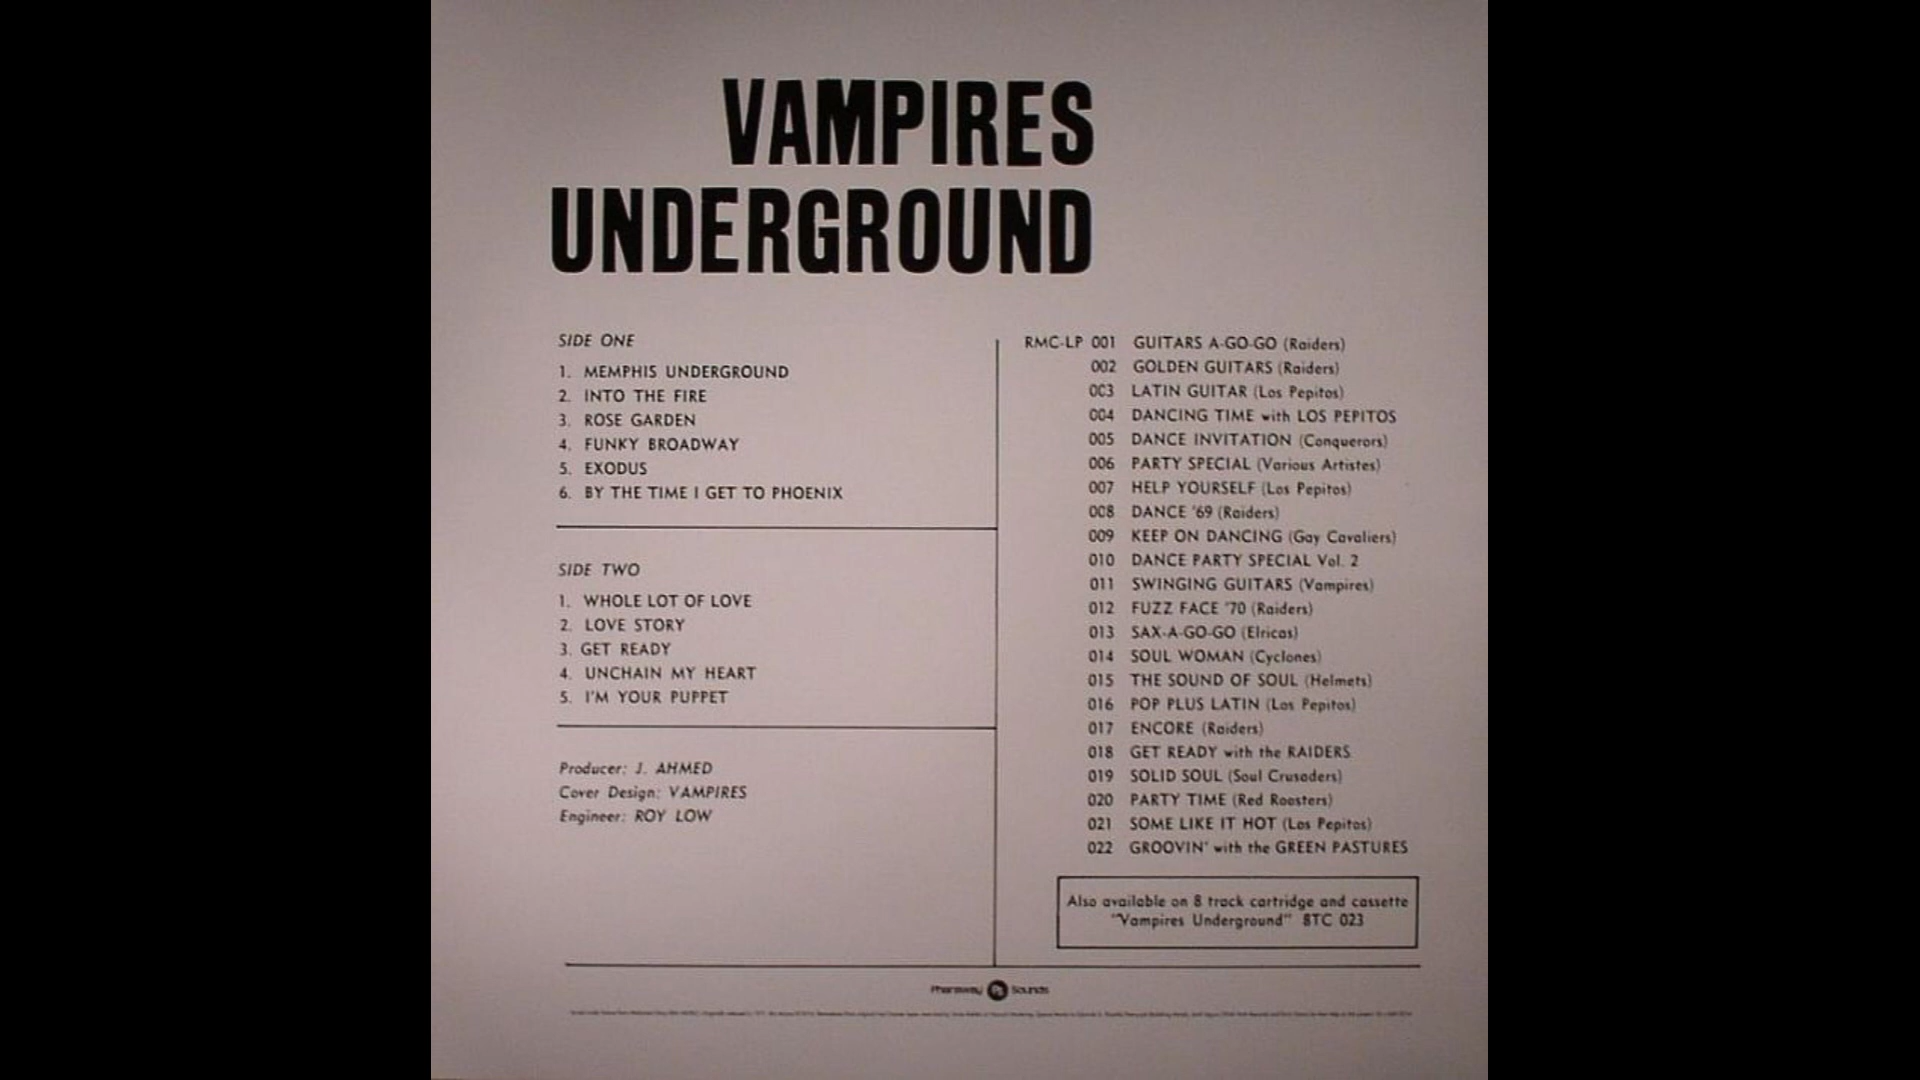 VAMPIRES
UNDERGROUND
SIDE ONE
1. MEMPHIS UNDERGROUND
2. INTO THE FIRE
3. ROSE GARDEN
4. FUNKY BROADWAY
5. EXODUS
6. BY THE TIME I GET TO PHOENIX
SIDE TWO
1. WHOLE LOT OF LOVE
2. LOVE STORY
3. GET READY
4. UNCHAIN MY HEART
5. I'M YOUR PUPPET
Producer: J. AHMED
Cover Design: VAMPIRES
Engineer: ROY LOW
RMC-LP 001 GUITARS A-GO-GO (Raiders)
002 GOLDEN GUITARS (Raiders)
003 LATIN GUITAR (Los Pepitos)
004 DANCING TIME with LOS PEPITOS
005 DANCE INVITATION (Conquerors)
006 PARTY SPECIAL (Various Artistes)
007 HELP YOURSELF (Los Pepitos)
008 DANCE '69 (Raiders)
009 KEEP ON DANCING (Gay Cavaliers)
010 DANCE PARTY SPECIAL Vol. 2
011 SWINGING GUITARS (Vampires)
012 FUZZ FACE '70 (Raiders)
013 SAX-A-GO-GO (Elricas)
014 SOUL WOMAN (Cyclones)
015 THE SOUND OF SOUL (Helmets)
016 POP PLUS LATIN (Los Pepitos)
017 ENCORE (Raiders)
018 GET READY with the RAIDERS
019 SOLID SOUL (Soul Crusaders)
020 PARTY TIME (Red Roosters)
021 SOME LIKE IT HOT (Los Pepitos)
022 GROOVIN' with the GREEN PASTURES
Also available on 8 track cartridge and cassette
"Vampires Underground" 8TC 023
Pharaway PS Sounds